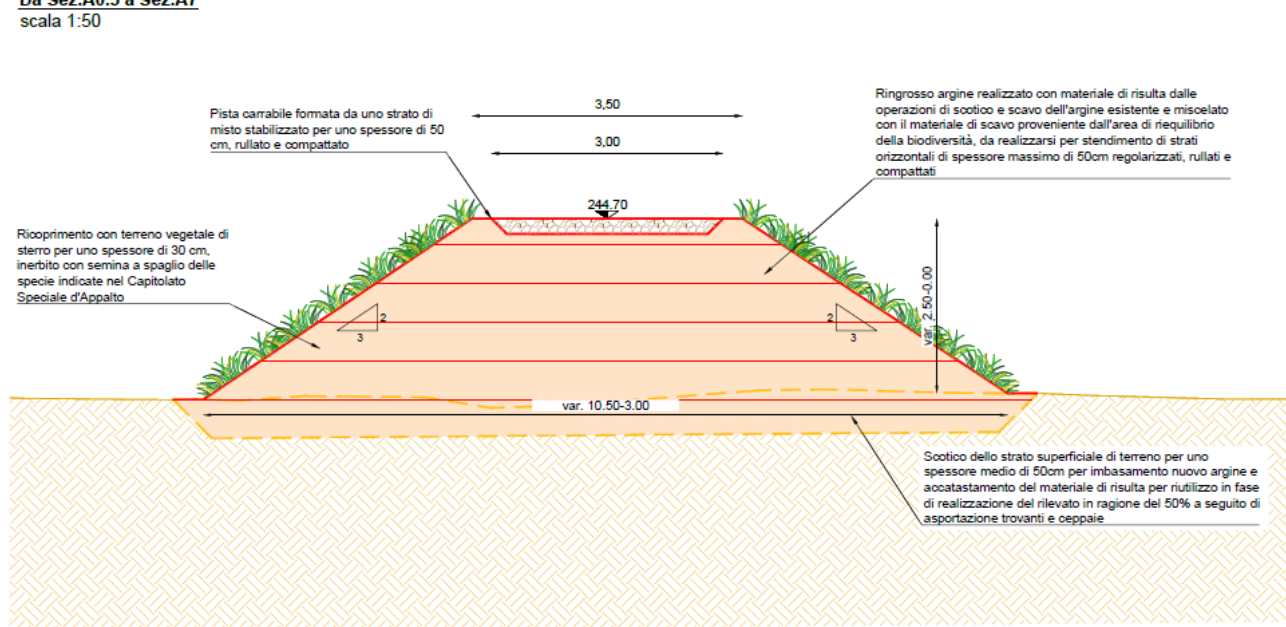 Da Sez.A0.5 a Sez.A7
scala 1:50
Pista carrabile formata da uno strato di
misto stabilizzato per uno spessore di 50
cm, rullato e compattato
3,50
3,00
244.70
Ringrosso argine realizzato con materiale di risulta dalle
operazioni di scotico e scavo dell'argine esistente e miscelato
con il materiale di scavo proveniente dall'area di riequilibrio
della biodiversità, da realizzarsi per stendimento di strati
orizzontali di spessore massimo di 50cm regolarizzati, rullati e
compattati
Ricoprimento con terreno vegetale di
sterro per uno spessore di 30 cm,
inerbito con semina a spaglio delle
specie indicate nel Capitolato
Speciale d'Appalto
2
3
2
3
var. 2.50-0.00
var. 10.50-3.00
Scotico dello strato superficiale di terreno per uno
spessore medio di 50cm per imbasamento nuovo argine e
accatastamento del materiale di risulta per riutilizzo in fase
di realizzazione del rilevato in ragione del 50% a seguito di
asportazione trovanti e ceppaie